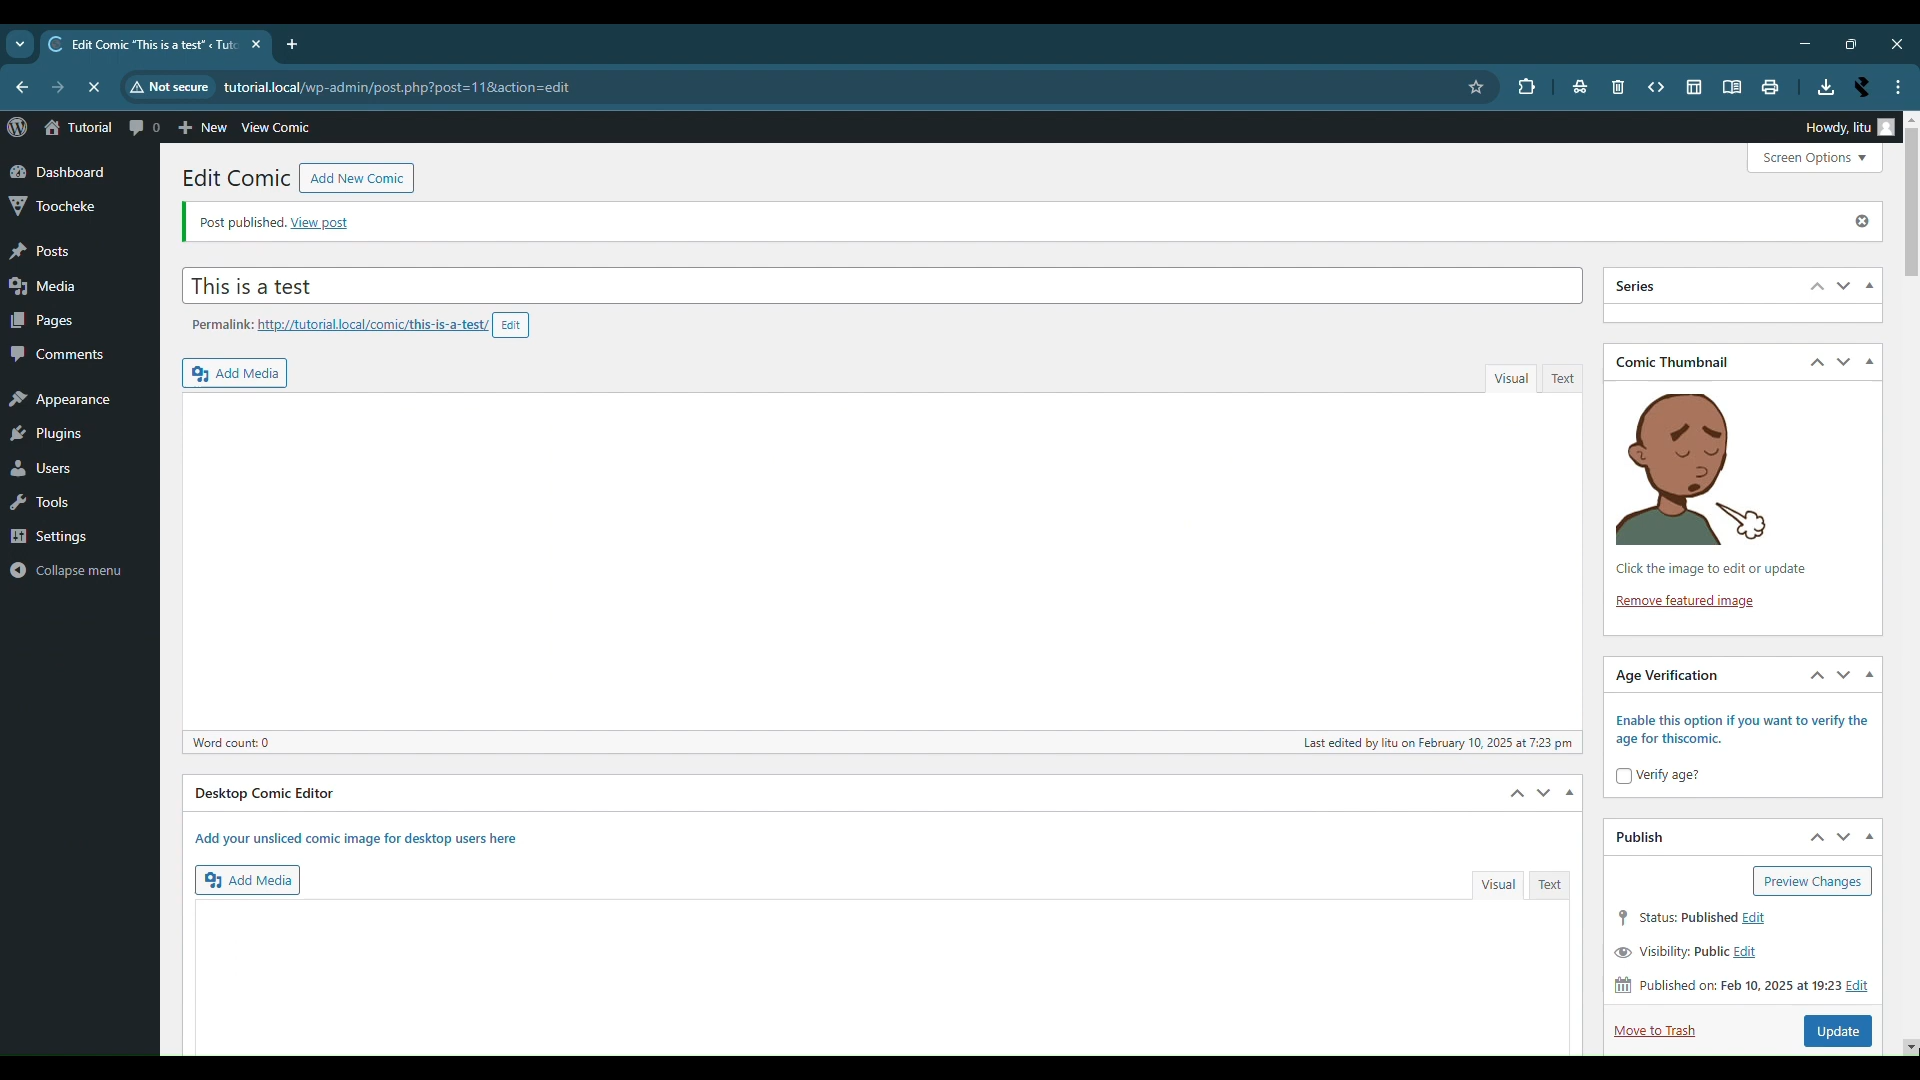 Edit Comic "This is a test" ‹ Tuto
Not secure
tutorial.local/wp-admin/post.php?post=11&action=edit
Tutorial
0
New
View Comic
Howdy, litu
Screen Options
Dashboard
Toocheke
Posts
Media
Pages
Comments
Appearance
Plugins
Users
Tools
Settings
Collapse menu
Edit Comic
Add New Comic
Post published. View post
This is a test
Permalink: http://tutorial.local/comic/this-is-a-test/
Edit
Add Media
Visual
Text
Word count: 0
Last edited by litu on February 10, 2025 at 7:23 pm
Desktop Comic Editor
Add your unsliced comic image for desktop users here
Add Media
Visual
Text
Series
Comic Thumbnail
Click the image to edit or update
Remove featured image
Age Verification
Enable this option if you want to verify the
age for thiscomic.
Verify age?
Publish
Preview Changes
Status: Published Edit
Visibility: Public Edit
Published on: Feb 10, 2025 at 19:23 Edit
Move to Trash
Update